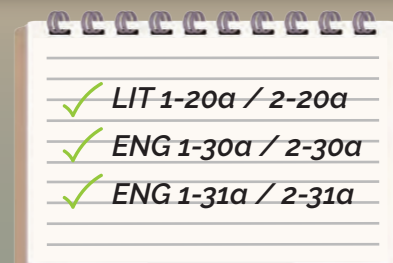 LIT 1-20a / 2-20a
ENG 1-30a / 2-30a
ENG 1-31a / 2-31a